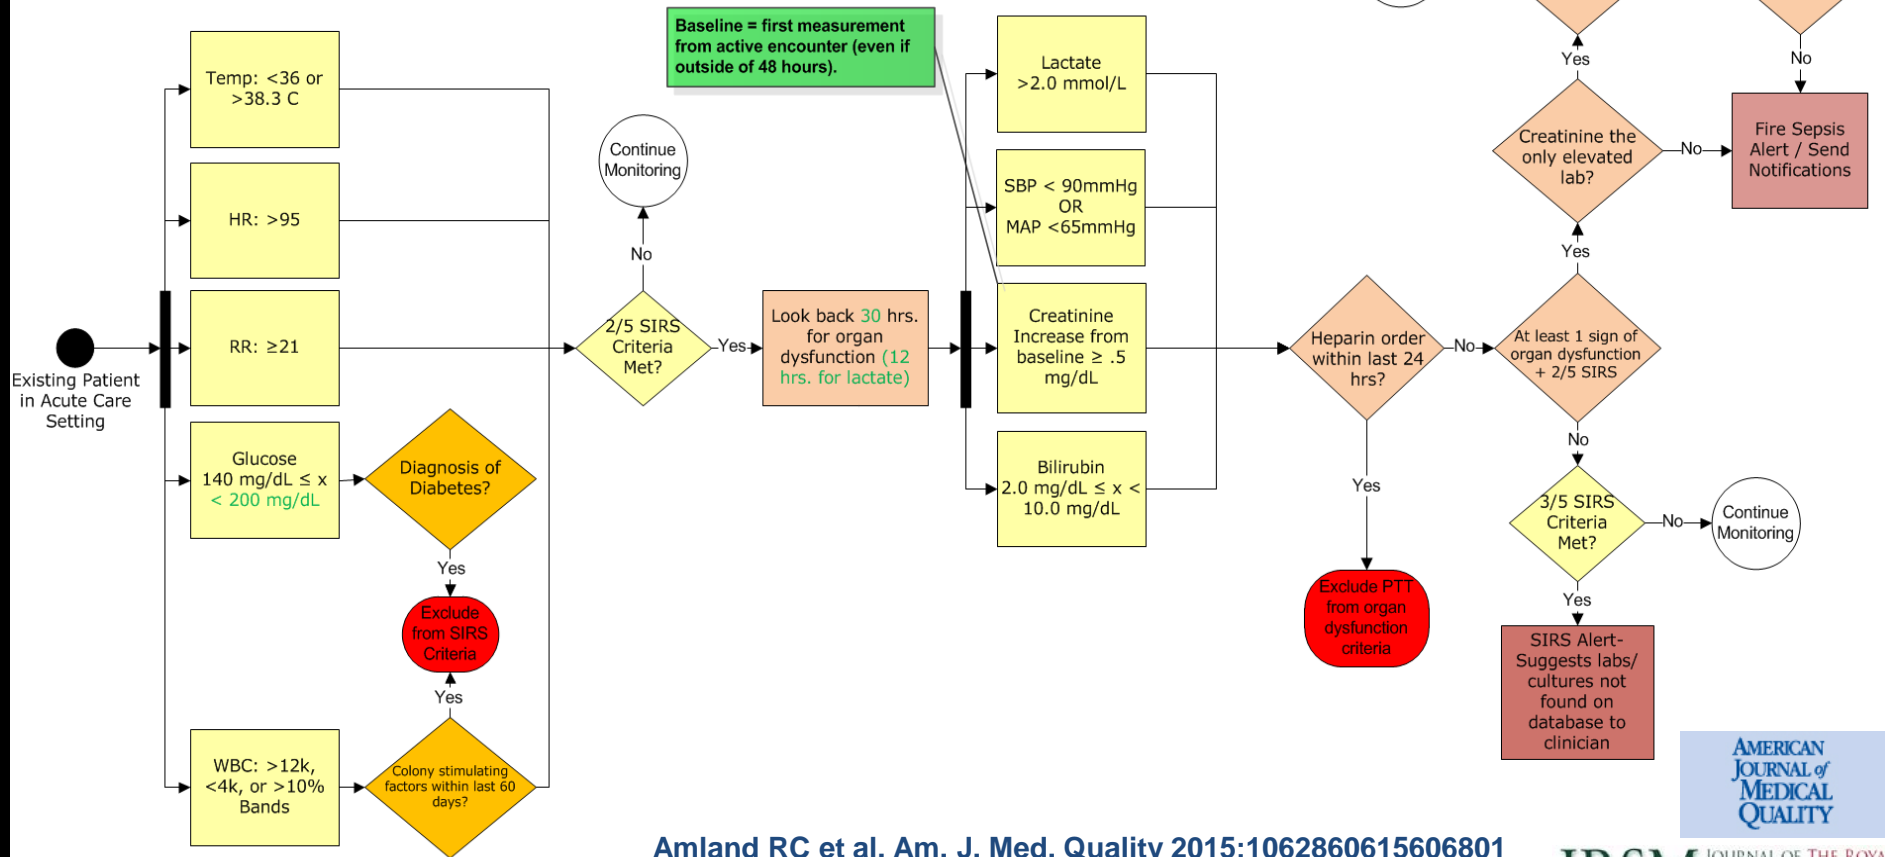 Baseline = first measurement
from active encounter (even if
outside of 48 hours).
Existing Patient
in Acute Care
Setting
Temp: <36 or
>38.3 C
HR: >95
RR: ≥21
Glucose
140 mg/dL ≤ x
< 200 mg/dL
WBC: >12k,
<4k, or >10%
Bands
Diagnosis of
Diabetes?
Yes
Exclude
from SIRS
Criteria
Yes
Colony stimulating
factors within last 60
days?
Continue
Monitoring
No
2/5 SIRS
Criteria
Met?
Yes
Look back 30 hrs.
for organ
dysfunction (12
hrs. for lactate)
Lactate
>2.0 mmol/L
SBP < 90mmHg
OR
MAP <65mmHg
Creatinine
Increase from
baseline ≥ .5
mg/dL
Bilirubin
2.0 mg/dL ≤ x <
10.0 mg/dL
Heparin order
within last 24
hrs?
Yes
Exclude PTT
from organ
dysfunction
criteria
No
At least 1 sign of
organ dysfunction
+ 2/5 SIRS
Yes
Creatinine the
only elevated
lab?
Yes
No
No
Fire Sepsis
Alert / Send
Notifications
No
3/5 SIRS
Criteria
Met?
No
Continue
Monitoring
Yes
SIRS Alert-
Suggests labs/
cultures not
found on
database to
clinician
AMERICAN
JOURNAL of
MEDICAL
QUALITY
Amland RC et al. Am. J. Med. Quality 2015:1062860615606801
JOURNAL OF THE ROYA